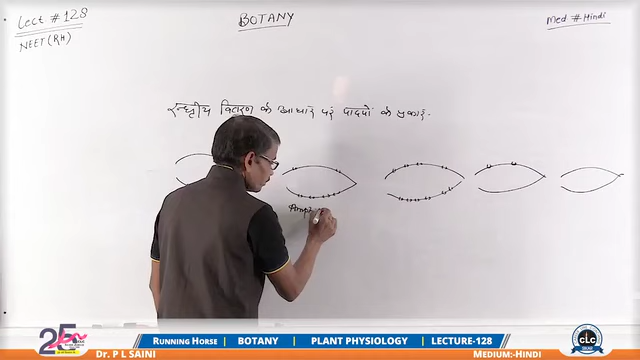 Lect # 128
NEET (RH)
BOTANY
Med # Hindi
रन्ध्रीय वितरण के आधार पर पादपों के प्रकार.
Amp
25
Dr. P L SAINI
RUNNING HORSE
BOTANY
PLANT PHYSIOLOGY
LECTURE-128
MEDIUM:-HINDI
CLC